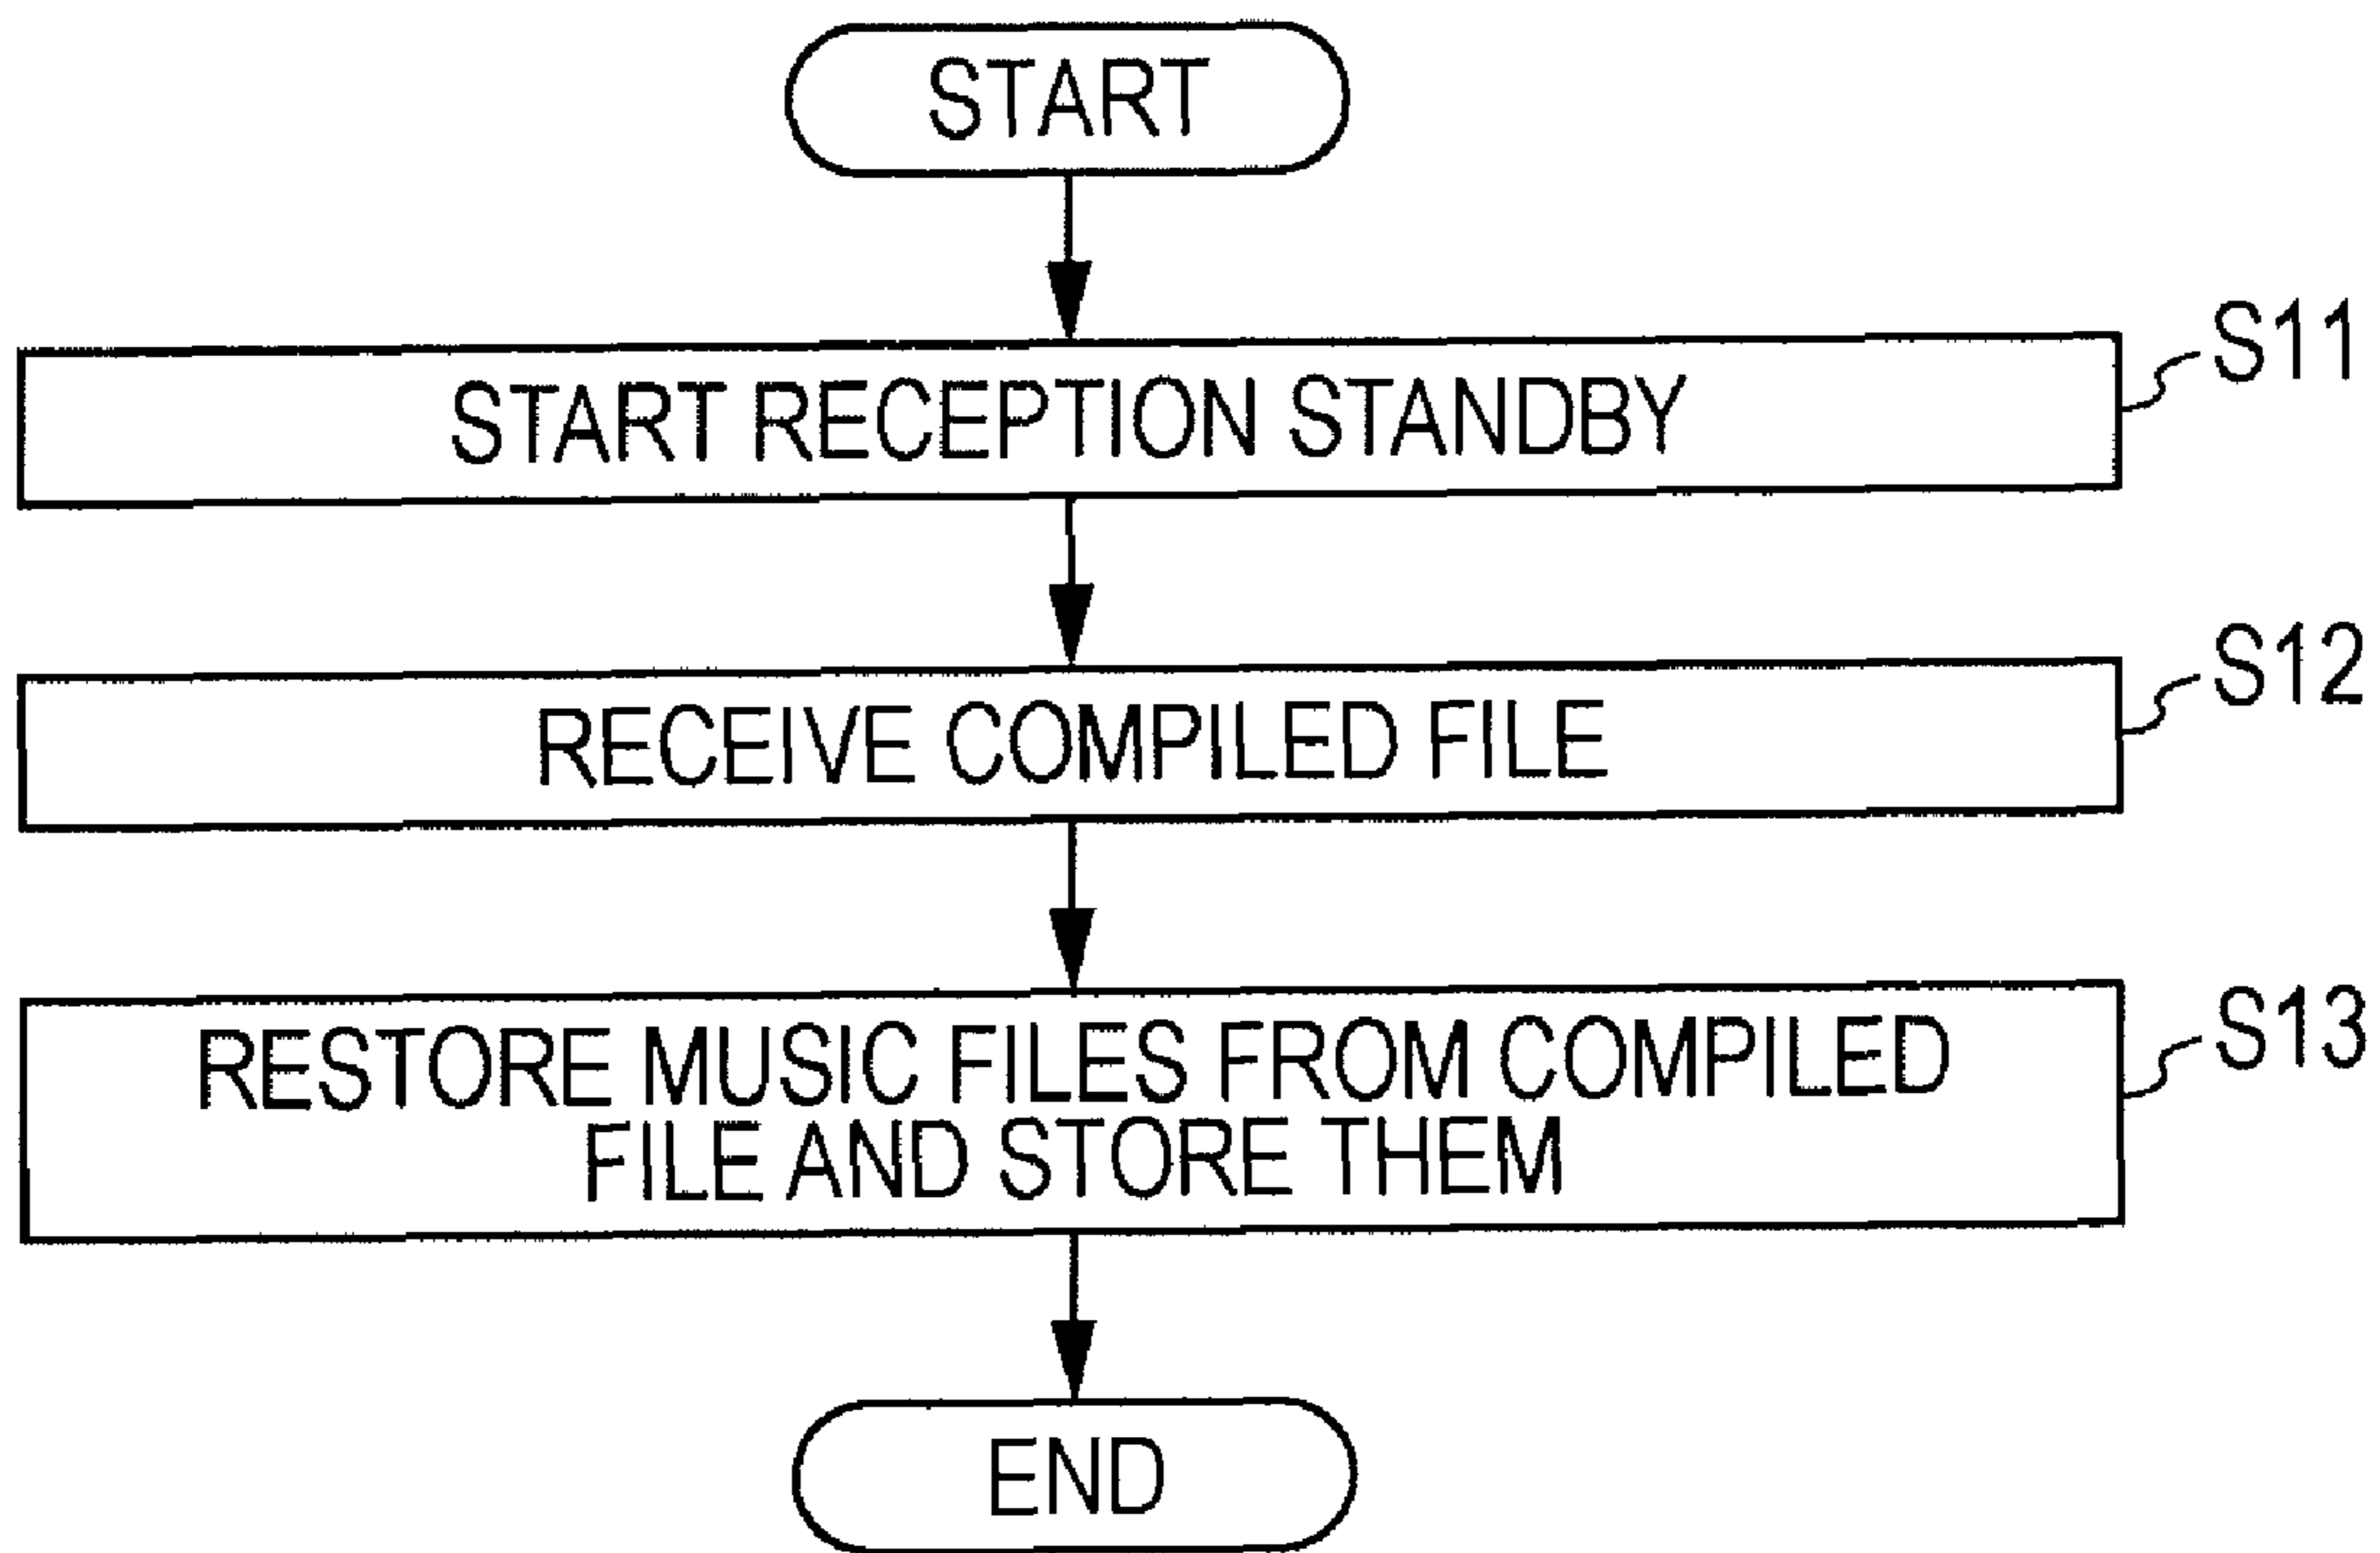 START
START RECEPTION STANDBY
S11
RECEIVE COMPILED FILE
S12
RESTORE MUSIC FILES FROM COMPILED
FILE AND STORE THEM
S13
END